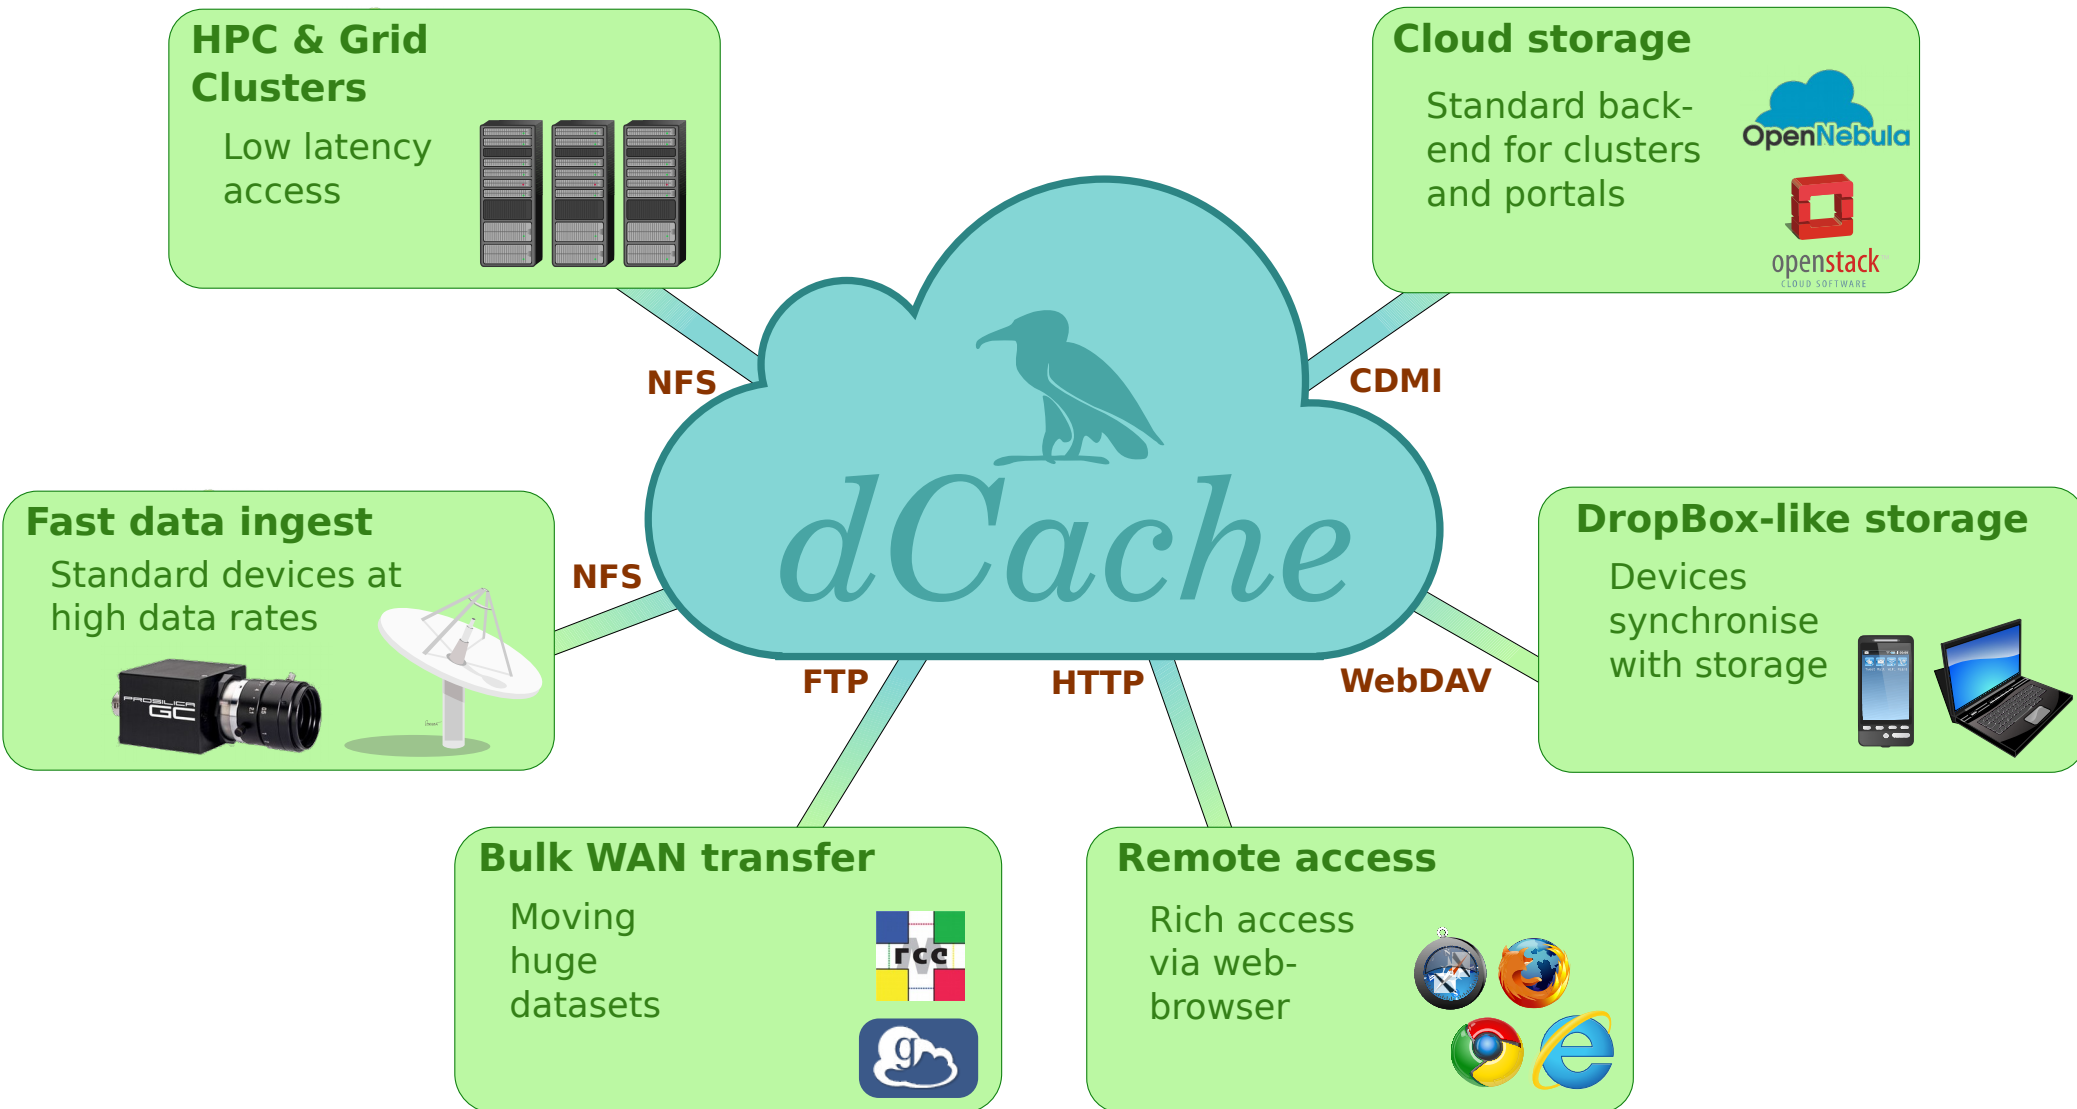 HPC & Grid
Clusters
Low latency
access
Cloud storage
Standard back-
end for clusters
and portals
OpenNebula
openstack
CLOUD SOFTWARE
NFS
CDMI
dCache
Fast data ingest
Standard devices at
high data rates
PROSILICA
GC
NFS
DropBox-like storage
Devices
synchronise
with storage
FTP
HTTP
WebDAV
Bulk WAN transfer
Moving
huge
datasets
rcc
g
Remote access
Rich access
via web-
browser